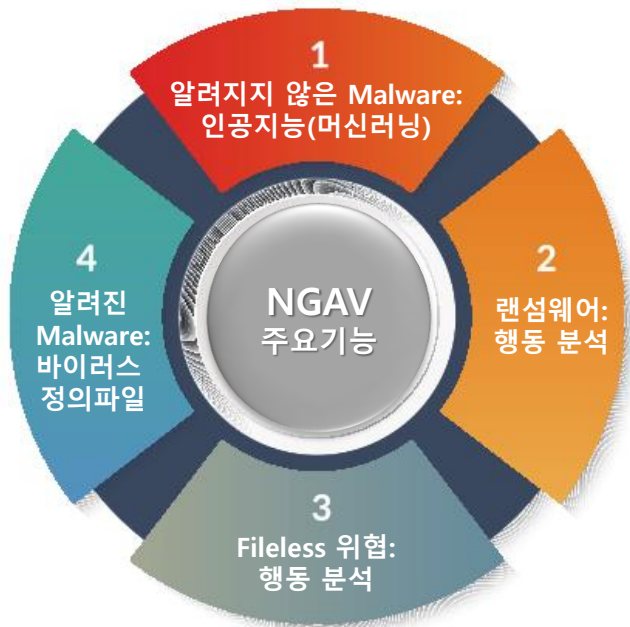 1
알려지지 않은 Malware:
인공지능(머신러닝)
2
랜섬웨어:
행동 분석
3
Fileless 위협:
행동 분석
4
알려진
Malware:
바이러스
정의파일
NGAV
주요기능